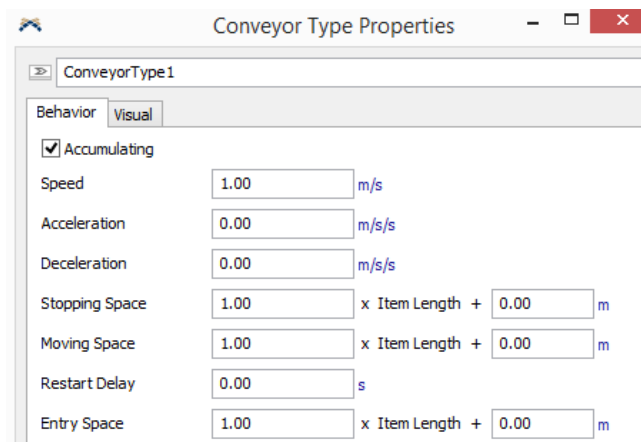 Conveyor Type Properties
ConveyorType1
Behavior Visual
Accumulating
Speed 1.00 m/s
Acceleration 0.00 m/s/s
Deceleration 0.00 m/s/s
Stopping Space 1.00 x Item Length + 0.00 m
Moving Space 1.00 x Item Length + 0.00 m
Restart Delay 0.00 s
Entry Space 1.00 x Item Length + 0.00 m